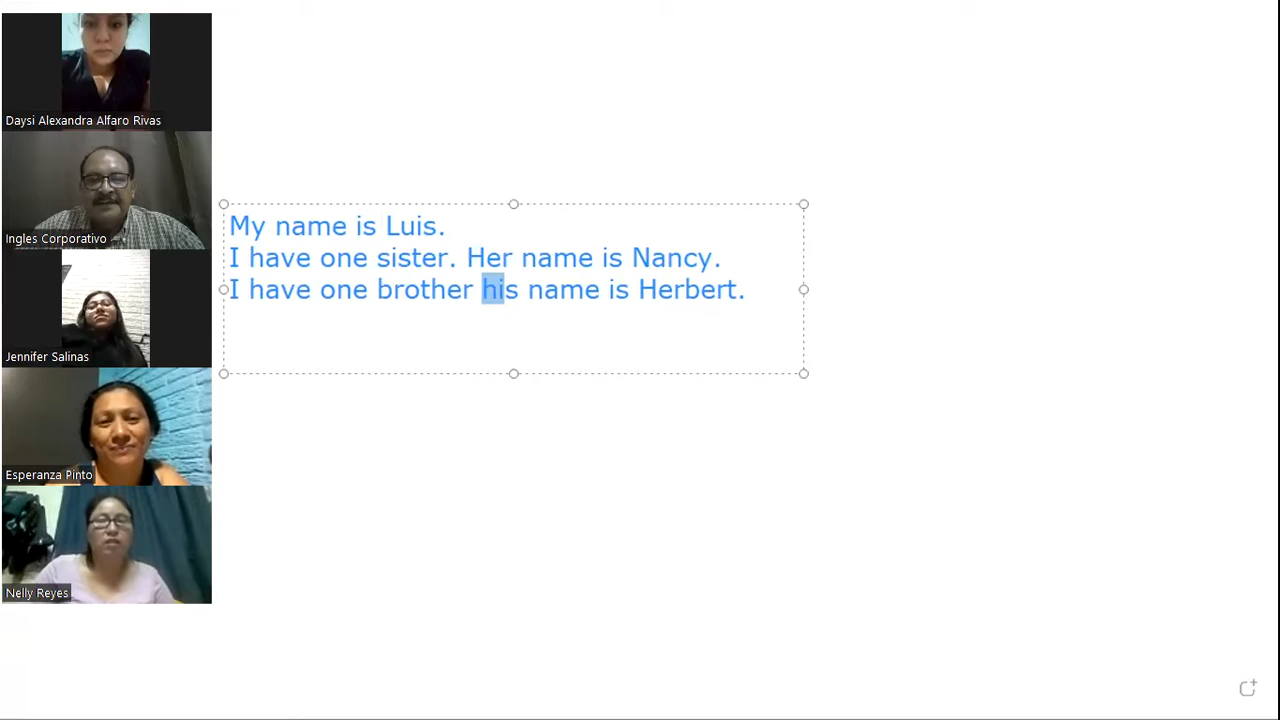 Daysi Alexandra Alfaro Rivas
Ingles Corporativo
Jennifer Salinas
Esperanza Pinto
Nelly Reyes
My name is Luis.
I have one sister. Her name is Nancy.
I have one brother his name is Herbert.